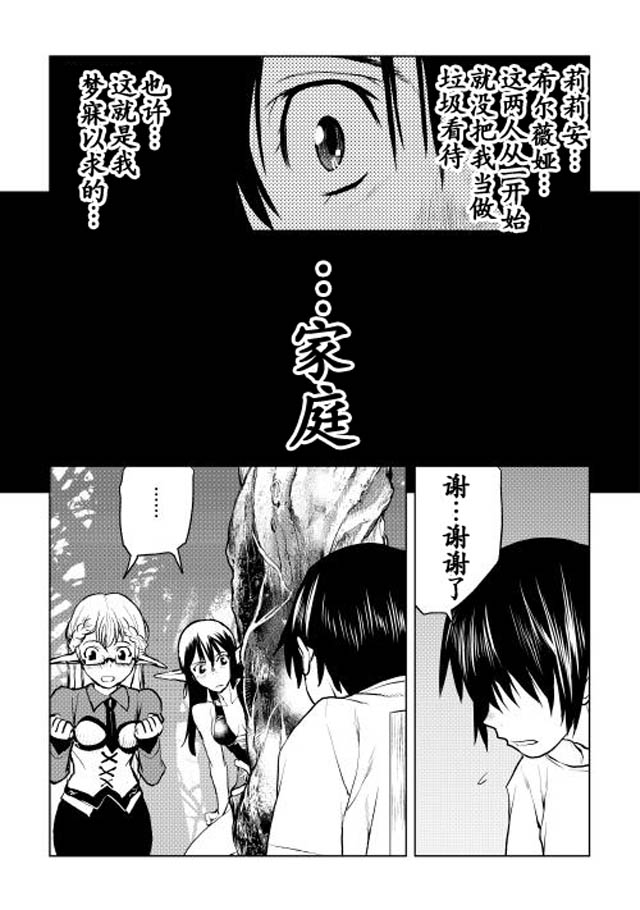 莉莉安…
希尔薇娅…
这两人从一开始
就没把我当做
垃圾看待
也许…
这就是我
梦寐以求的…
…家庭
谢…谢谢了
……